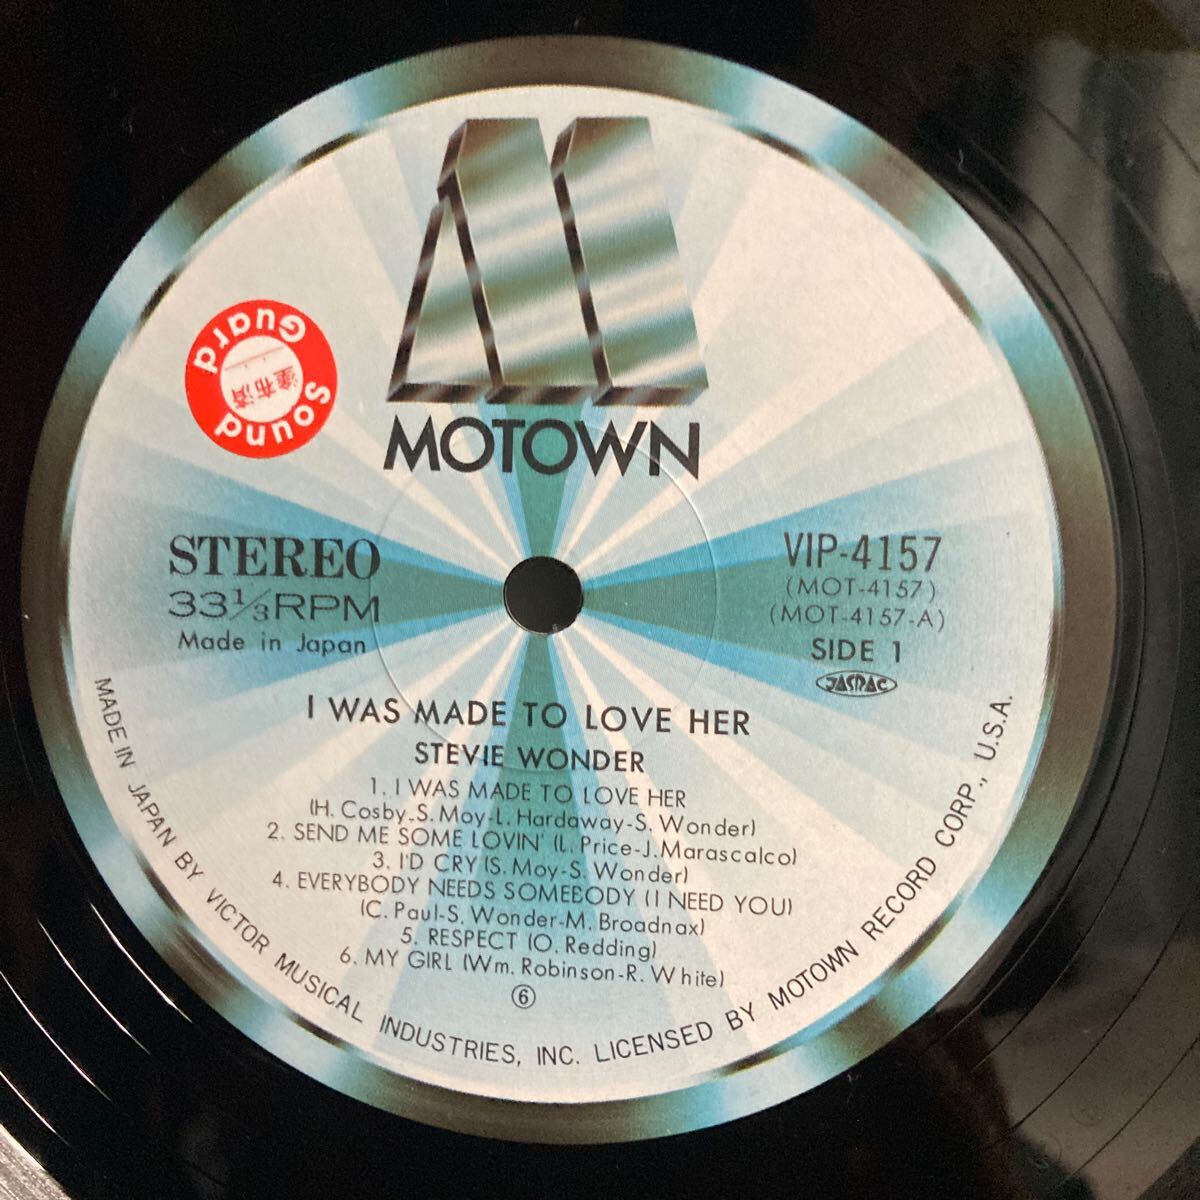 MOTOWN
Sound Guard
塗布済
STEREO
33⅓RPM
Made in Japan
VIP-4157
(MOT-4157)
(MOT-4157-A)
SIDE 1
JASRAC
I WAS MADE TO LOVE HER
STEVIE WONDER
1. I WAS MADE TO LOVE HER
(H. Cosby-S. Moy-L. Hardaway-S. Wonder)
2. SEND ME SOME LOVIN' (L. Price-J. Marascalco)
3. I'D CRY (S. Moy-S. Wonder)
4. EVERYBODY NEEDS SOMEBODY (I NEED YOU)
(C. Paul-S. Wonder-M. Broadnax)
5. RESPECT (O. Redding)
6. MY GIRL (Wm. Robinson-R. White)
⑥
MADE IN JAPAN BY VICTOR MUSICAL INDUSTRIES, INC. LICENSED BY MOTOWN RECORD CORP., U.S.A.